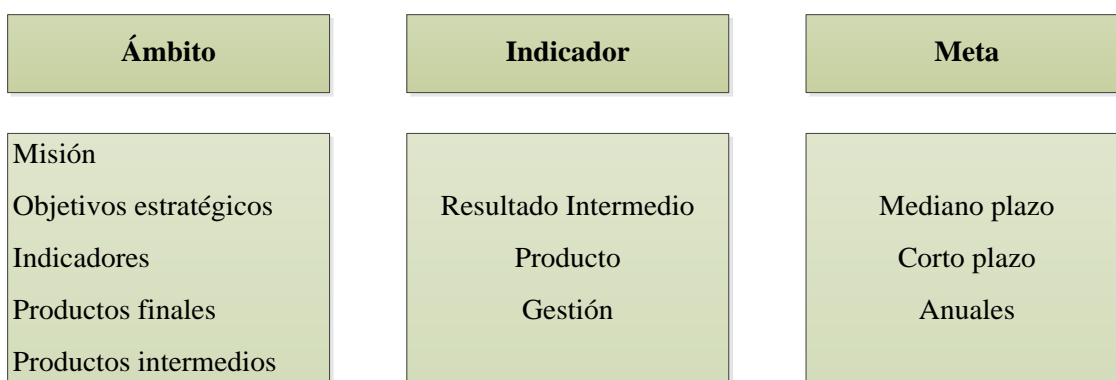 Ámbito
Indicador
Meta
Misión
Objetivos estratégicos
Indicadores
Productos finales
Productos intermedios
Resultado Intermedio
Producto
Gestión
Mediano plazo
Corto plazo
Anuales